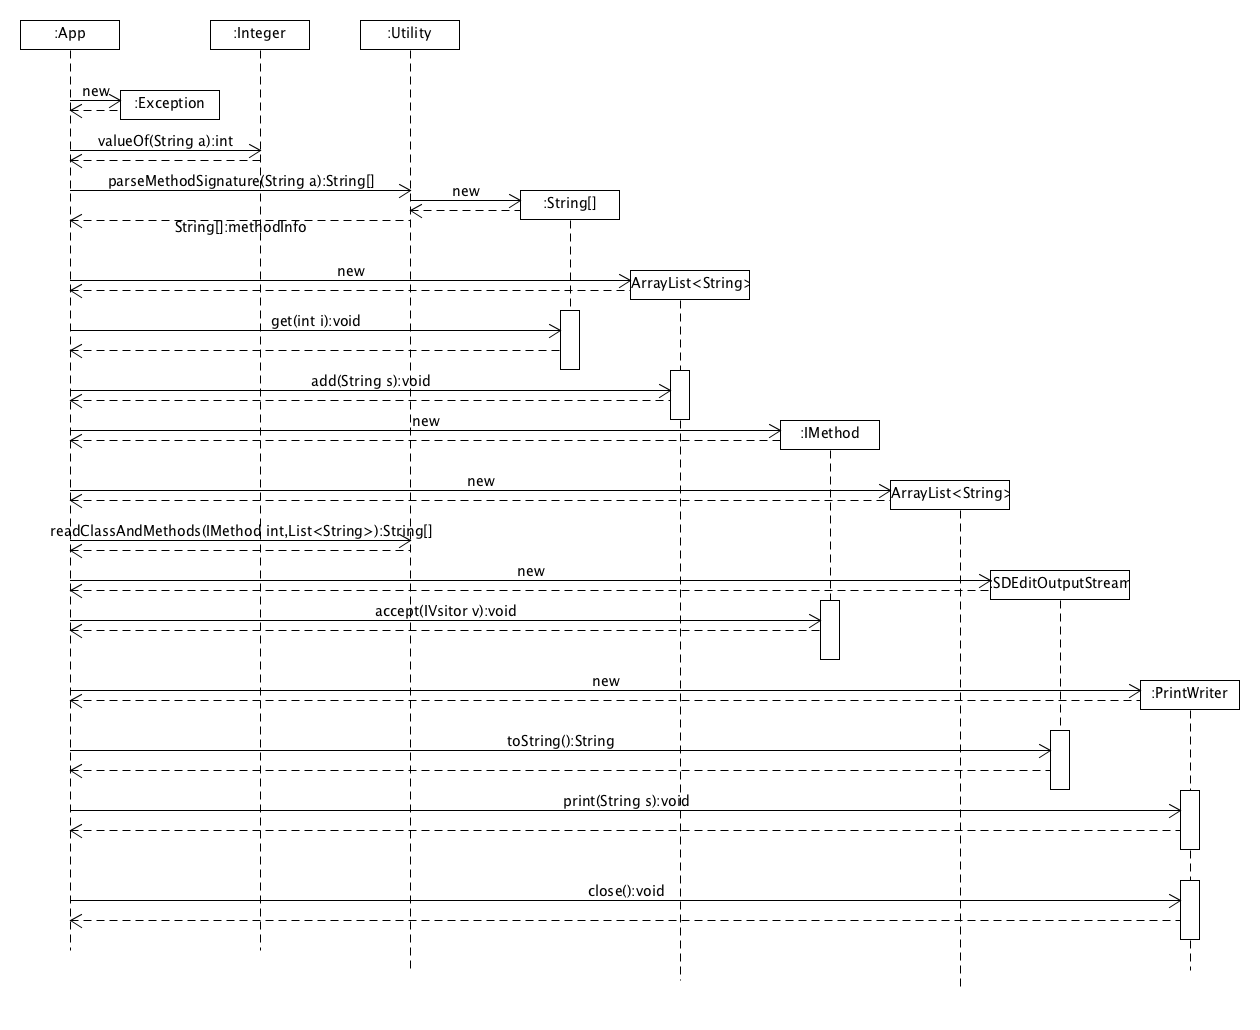 :App
:Integer
:Utility
new
:Exception
valueOf(String a):int
parseMethodSignature(String a):String[]
new
:String[]
String[]:methodInfo
new
ArrayList<String>
get(int i):void
add(String s):void
new
:IMethod
new
ArrayList<String>
readClassAndMethods(IMethod int,List<String>):String[]
new
SDEditOutputStream
accept(IVsitor v):void
new
:PrintWriter
toString():String
print(String s):void
close():void